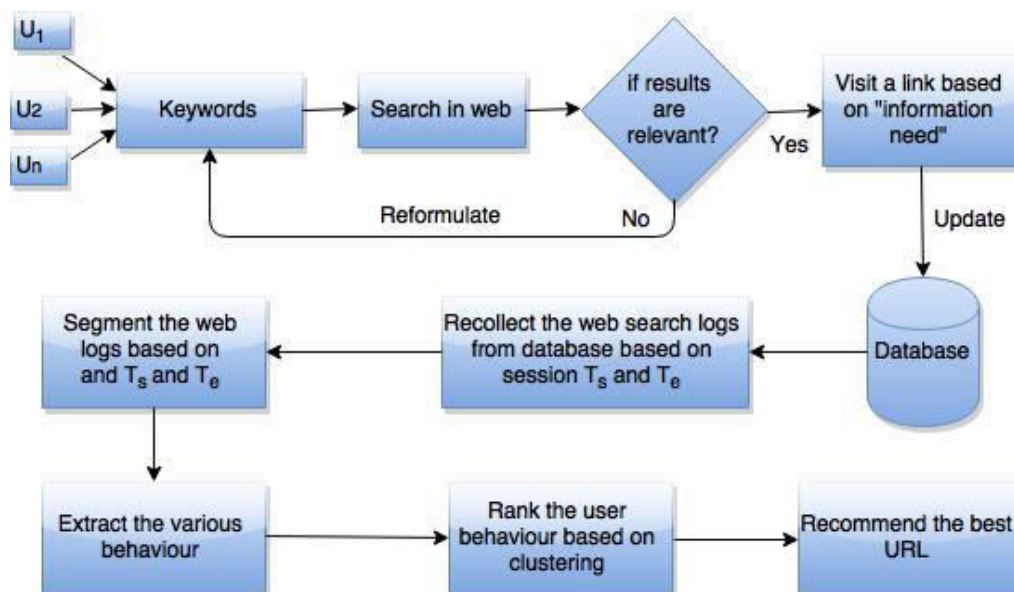 U1
U2
Un
Keywords
Search in web
if results
are
relevant?
Yes
Visit a link based
on "information
need"
Reformulate
No
Update
Segment the web
logs based on
and Ts and Te
Recollect the web search logs
from database based on
session Ts and Te
Database
Extract the various
behaviour
Rank the user
behaviour based on
clustering
Recommend the best
URL